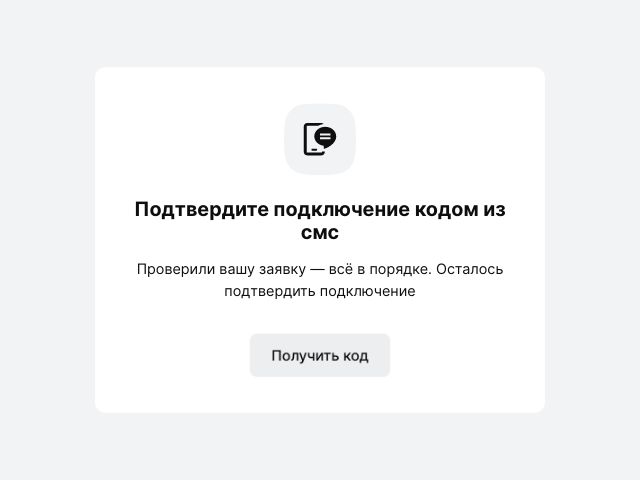 Подтвердите подключение кодом из
смс
Проверили вашу заявку — всё в порядке. Осталось
подтвердить подключение
Получить код